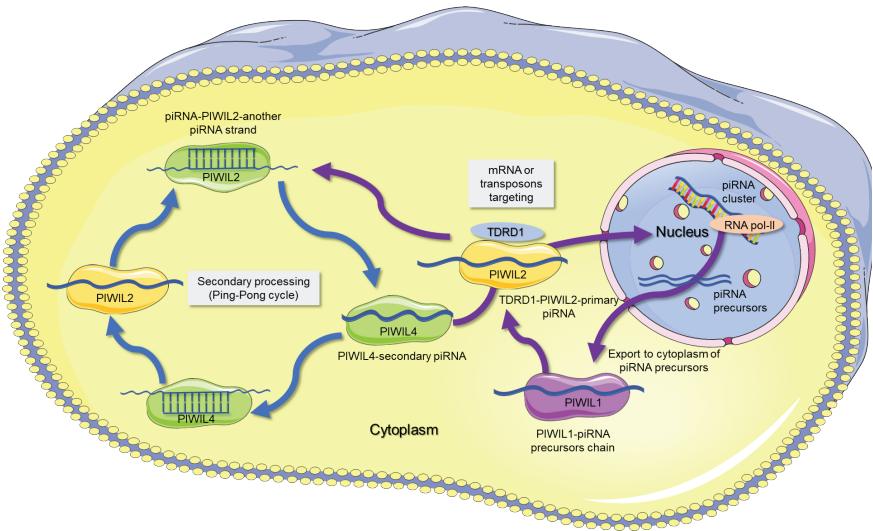 piRNA-PIWIL2-another
piRNA strand
PIWIL2
mRNA or
transposons
targeting
piRNA
cluster
RNA pol-II
Nucleus
TDRD1
PIWIL2
TDRD1-PIWIL2-primary
piRNA
piRNA
precursors
PIWIL2
Secondary processing
(Ping-Pong cycle)
PIWIL4
PIWIL4-secondary piRNA
Export to cytoplasm of
piRNA precursors
PIWIL4
PIWIL1
Cytoplasm
PIWIL1-piRNA
precursors chain